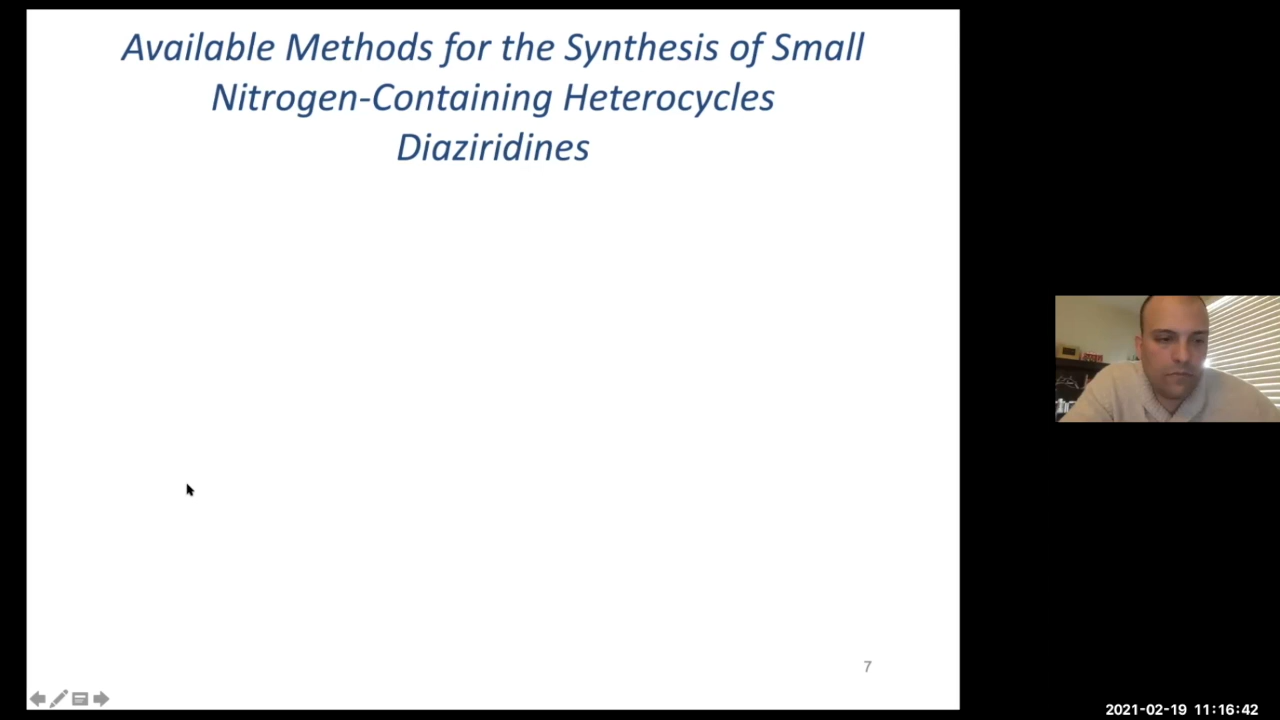 Available Methods for the Synthesis of Small
Nitrogen-Containing Heterocycles
Diaziridines
7
2021-02-19 11:16:42